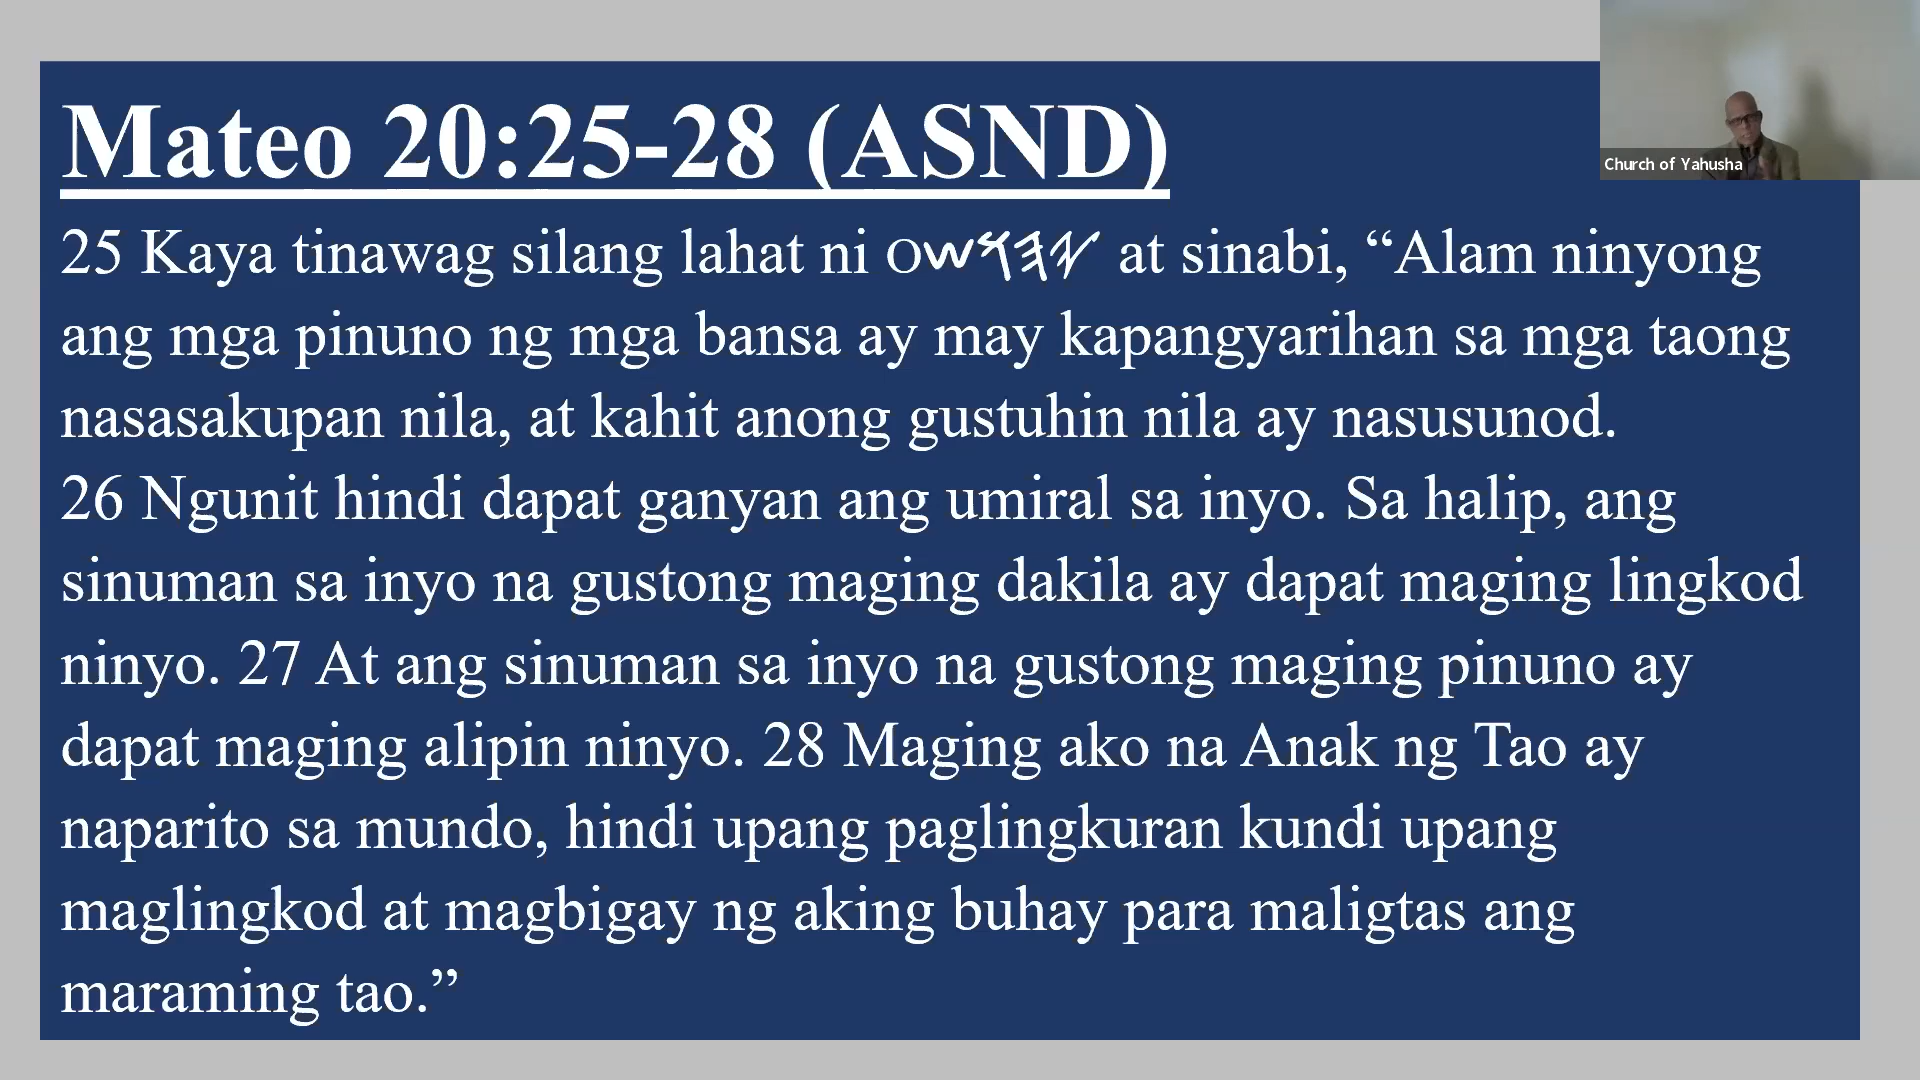 Mateo 20:25-28 (ASND)
25 Kaya tinawag silang lahat ni 𐤉𐤄𐤅𐤔𐤏 at sinabi, “Alam ninyong
ang mga pinuno ng mga bansa ay may kapangyarihan sa mga taong
nasasakupan nila, at kahit anong gustuhin nila ay nasusunod.
26 Ngunit hindi dapat ganyan ang umiral sa inyo. Sa halip, ang
sinuman sa inyo na gustong maging dakila ay dapat maging lingkod
ninyo. 27 At ang sinuman sa inyo na gustong maging pinuno ay
dapat maging alipin ninyo. 28 Maging ako na Anak ng Tao ay
naparito sa mundo, hindi upang paglingkuran kundi upang
maglingkod at magbigay ng aking buhay para maligtas ang
maraming tao.”
Church of Yahusha